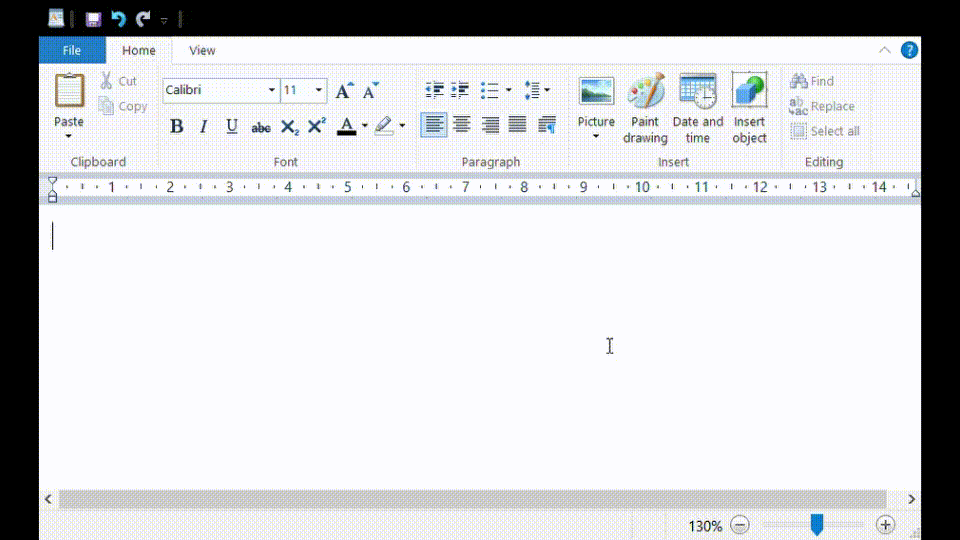 File Home View
Calibri 11
Cut
Copy
Paste
B I U abc X₂ X² A
Picture
Paint drawing
Date and time
Insert object
Find
Replace
Select all
Clipboard Font Paragraph Insert Editing
1 2 3 4 5 6 7 8 9 10 11 12 13 14
130%